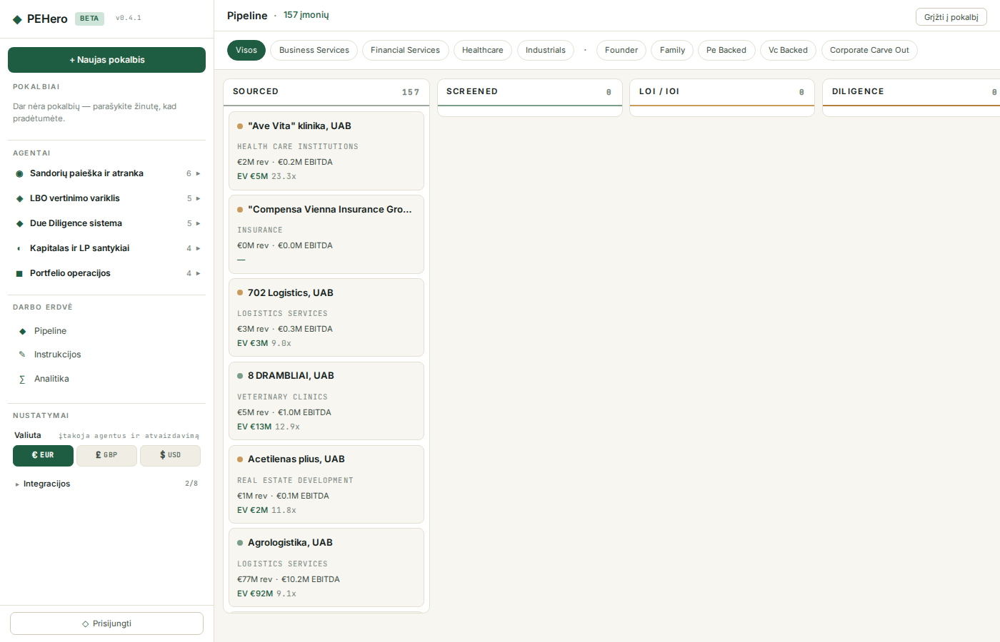 PEHero BETA v0.4.1
+ Naujas pokalbis
POKALBIAI
Dar nėra pokalbių — parašykite žinutę, kad
pradėtumėte.
AGENTAI
Sandorių paieška ir atranka 6
LBO vertinimo variklis 5
Due Diligence sistema 5
Kapitalas ir LP santykiai 4
Portfelio operacijos 4
DARBO ERDVĖ
Pipeline
Instrukcijos
Analitika
NUSTATYMAI
Valiuta įtakoja agentus ir atvaizdavimą
€ EUR £ GBP $ USD
Integracijos 2/8
Prisijungti
Pipeline · 157 įmonių
Grįžti į pokalbį
Visos Business Services Financial Services Healthcare Industrials · Founder Family Pe Backed Vc Backed Corporate Carve Out
SOURCED 157
"Ave Vita" klinika, UAB
HEALTH CARE INSTITUTIONS
€2M rev · €0.2M EBITDA
EV €5M 23.3x
"Compensa Vienna Insurance Gro...
INSURANCE
€0M rev · €0.0M EBITDA
—
702 Logistics, UAB
LOGISTICS SERVICES
€3M rev · €0.3M EBITDA
EV €3M 9.0x
8 DRAMBLIAI, UAB
VETERINARY CLINICS
€5M rev · €1.0M EBITDA
EV €13M 12.9x
Acetilenas plius, UAB
REAL ESTATE DEVELOPMENT
€1M rev · €0.1M EBITDA
EV €2M 11.8x
Agrologistika, UAB
LOGISTICS SERVICES
€77M rev · €10.2M EBITDA
EV €92M 9.1x
SCREENED 0
LOI / IOI 0
DILIGENCE 0